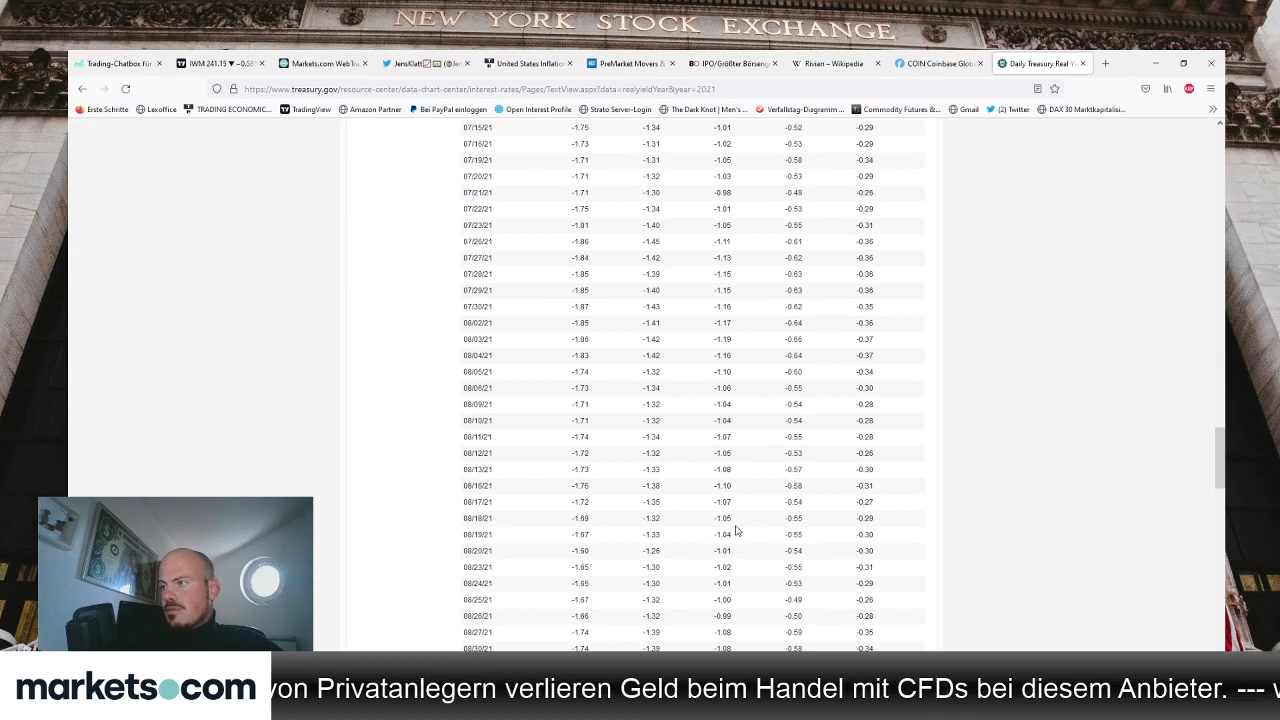 NEW YORK STOCK EXCHANGE
Trading-Chatbox für
IWM 241.15 ▼ −0.58%
Markets.com WebTra
JensKlatt
United States Inflatio
PreMarket Movers &
IPO/Größter Börseng
Rivian – Wikipedia
COIN Coinbase Glob
Daily Treasury Real Yi
https://www.treasury.gov/resource-center/data-chart-center/interest-rates/Pages/TextView.aspx?data=realyieldYear&year=2021
Erste Schritte
Lexoffice
TRADING ECONOMIC...
TradingView
Amazon Partner
Bei PayPal einloggen
Open Interest Profile
Strato Server-Login
The Dark Knot | Men's ...
Verfallstag-Diagramm ...
Commodity Futures &...
Gmail
(2) Twitter
DAX 30 Marktkapitalisi...
07/15/21 -1.75 -1.34 -1.01 -0.52 -0.29
07/16/21 -1.73 -1.31 -1.02 -0.53 -0.29
07/19/21 -1.71 -1.31 -1.05 -0.58 -0.34
07/20/21 -1.71 -1.32 -1.03 -0.53 -0.29
07/21/21 -1.71 -1.30 -0.98 -0.49 -0.26
07/22/21 -1.75 -1.34 -1.01 -0.53 -0.29
07/23/21 -1.81 -1.40 -1.05 -0.55 -0.31
07/26/21 -1.86 -1.45 -1.11 -0.61 -0.36
07/27/21 -1.84 -1.42 -1.13 -0.62 -0.36
07/28/21 -1.85 -1.39 -1.15 -0.63 -0.36
07/29/21 -1.85 -1.40 -1.15 -0.63 -0.36
07/30/21 -1.87 -1.43 -1.16 -0.62 -0.35
08/02/21 -1.85 -1.41 -1.17 -0.64 -0.36
08/03/21 -1.86 -1.42 -1.19 -0.66 -0.37
08/04/21 -1.83 -1.42 -1.16 -0.64 -0.37
08/05/21 -1.74 -1.32 -1.10 -0.60 -0.34
08/06/21 -1.73 -1.34 -1.06 -0.55 -0.30
08/09/21 -1.71 -1.32 -1.04 -0.54 -0.28
08/10/21 -1.71 -1.32 -1.04 -0.54 -0.28
08/11/21 -1.74 -1.34 -1.07 -0.55 -0.28
08/12/21 -1.72 -1.32 -1.05 -0.53 -0.26
08/13/21 -1.73 -1.33 -1.08 -0.57 -0.30
08/16/21 -1.75 -1.38 -1.10 -0.58 -0.31
08/17/21 -1.72 -1.35 -1.07 -0.54 -0.27
08/18/21 -1.69 -1.32 -1.05 -0.55 -0.29
08/19/21 -1.67 -1.33 -1.04 -0.55 -0.30
08/20/21 -1.60 -1.26 -1.01 -0.54 -0.30
08/23/21 -1.65 -1.30 -1.02 -0.55 -0.31
08/24/21 -1.65 -1.30 -1.01 -0.53 -0.29
08/25/21 -1.67 -1.32 -1.00 -0.49 -0.26
08/26/21 -1.66 -1.32 -0.99 -0.50 -0.28
08/27/21 -1.74 -1.39 -1.08 -0.59 -0.35
08/30/21 -1.74 -1.39 -1.08 -0.58 -0.34
markets.com
von Privatanlegern verlieren Geld beim Handel mit CFDs bei diesem Anbieter. ---